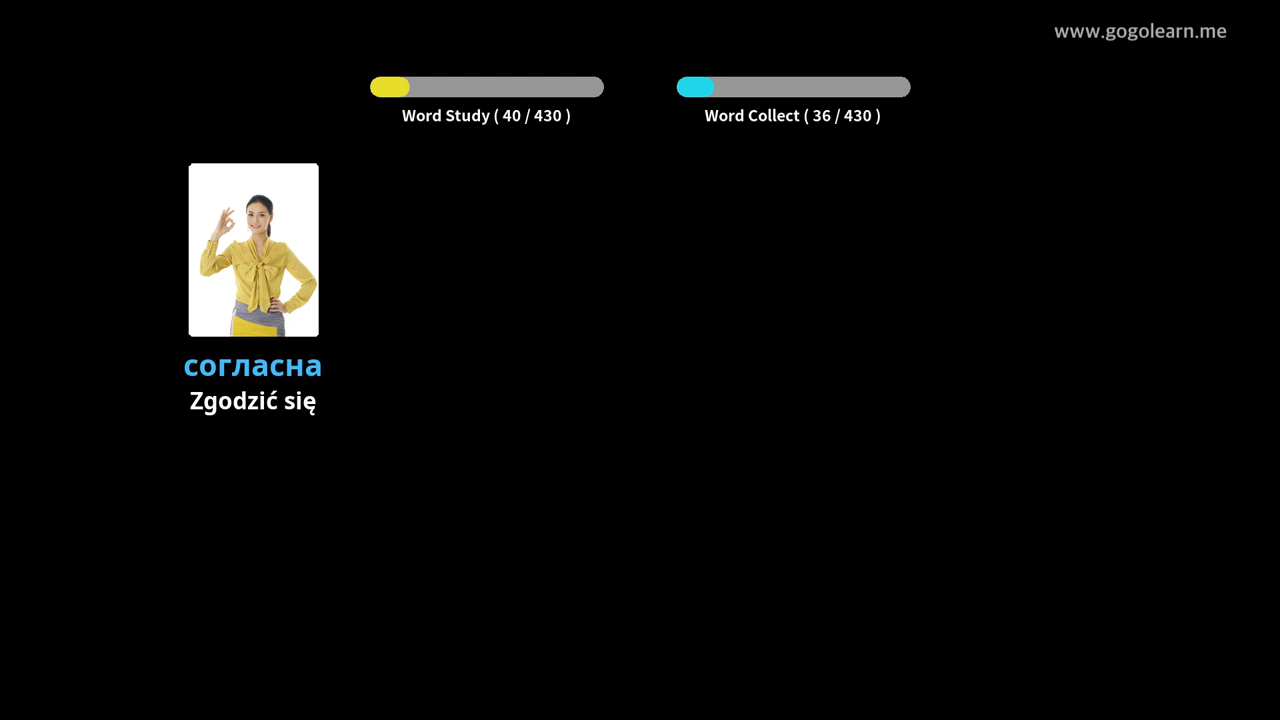 www.gogolearn.me
Word Study ( 40 / 430 )
Word Collect ( 36 / 430 )
согласна
Zgodzić się